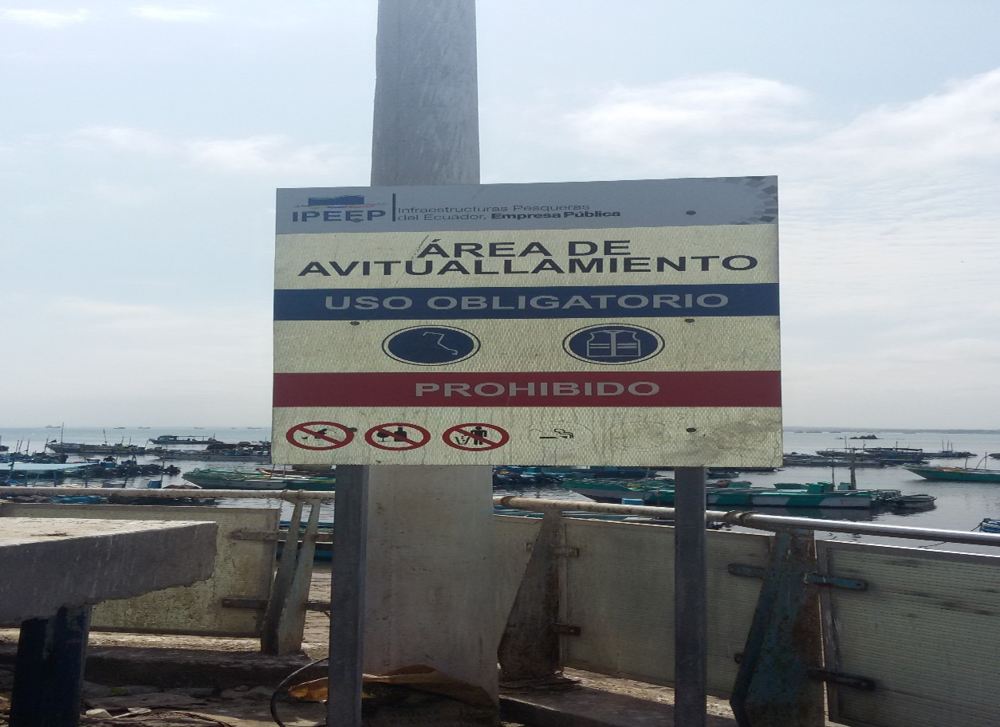 IPEEP
Infraestructuras Pesqueras
del Ecuador, Empresa Pública
ÁREA DE
AVITUALLAMIENTO
USO OBLIGATORIO
PROHIBIDO